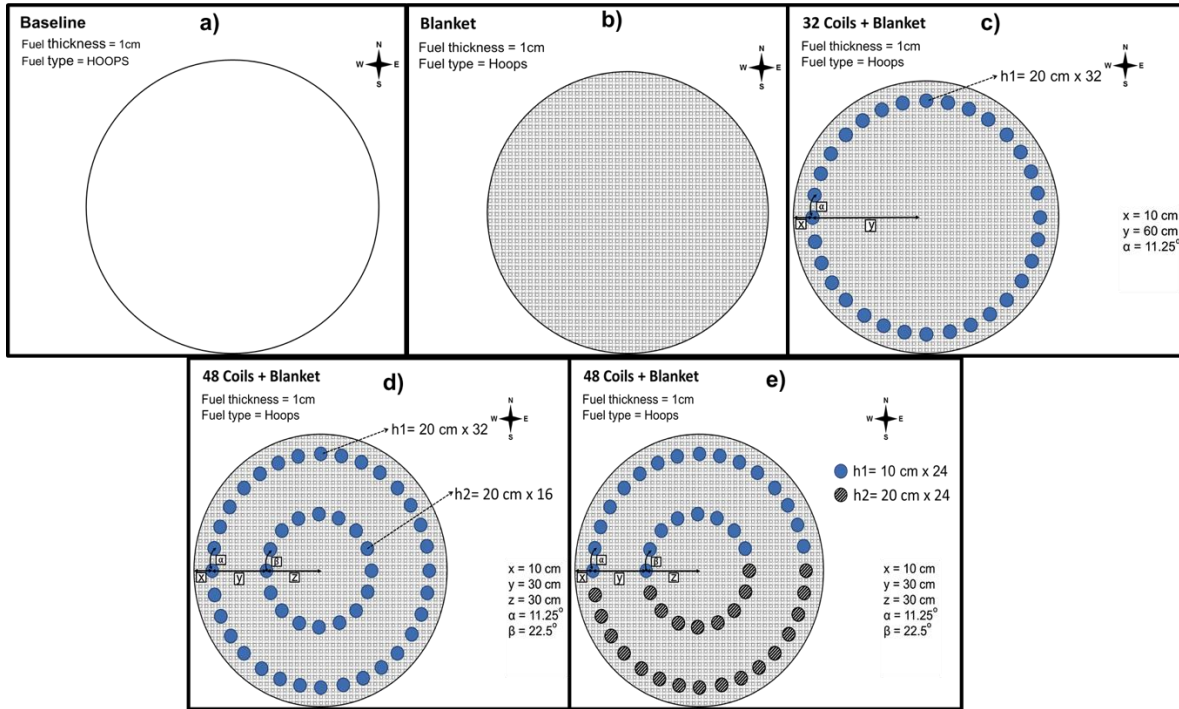 Baseline
a)
Fuel thickness = 1cm
Fuel type = HOOPS
N
W E
S
Blanket
b)
Fuel thickness = 1cm
Fuel type = Hoops
N
W E
S
32 Coils + Blanket
c)
Fuel thickness = 1cm
Fuel type = Hoops
N
W E
S
h1= 20 cm x 32
α
x
y
x = 10 cm
y = 60 cm
α = 11.25°
48 Coils + Blanket
d)
Fuel thickness = 1cm
Fuel type = Hoops
N
W E
S
h1= 20 cm x 32
h2= 20 cm x 16
α
β
x
y
z
x = 10 cm
y = 30 cm
z = 30 cm
α = 11.25°
β = 22.5°
48 Coils + Blanket
e)
Fuel thickness = 1cm
Fuel type = Hoops
N
W E
S
h1= 10 cm x 24
h2= 20 cm x 24
α
β
x
y
z
x = 10 cm
y = 30 cm
z = 30 cm
α = 11.25°
β = 22.5°